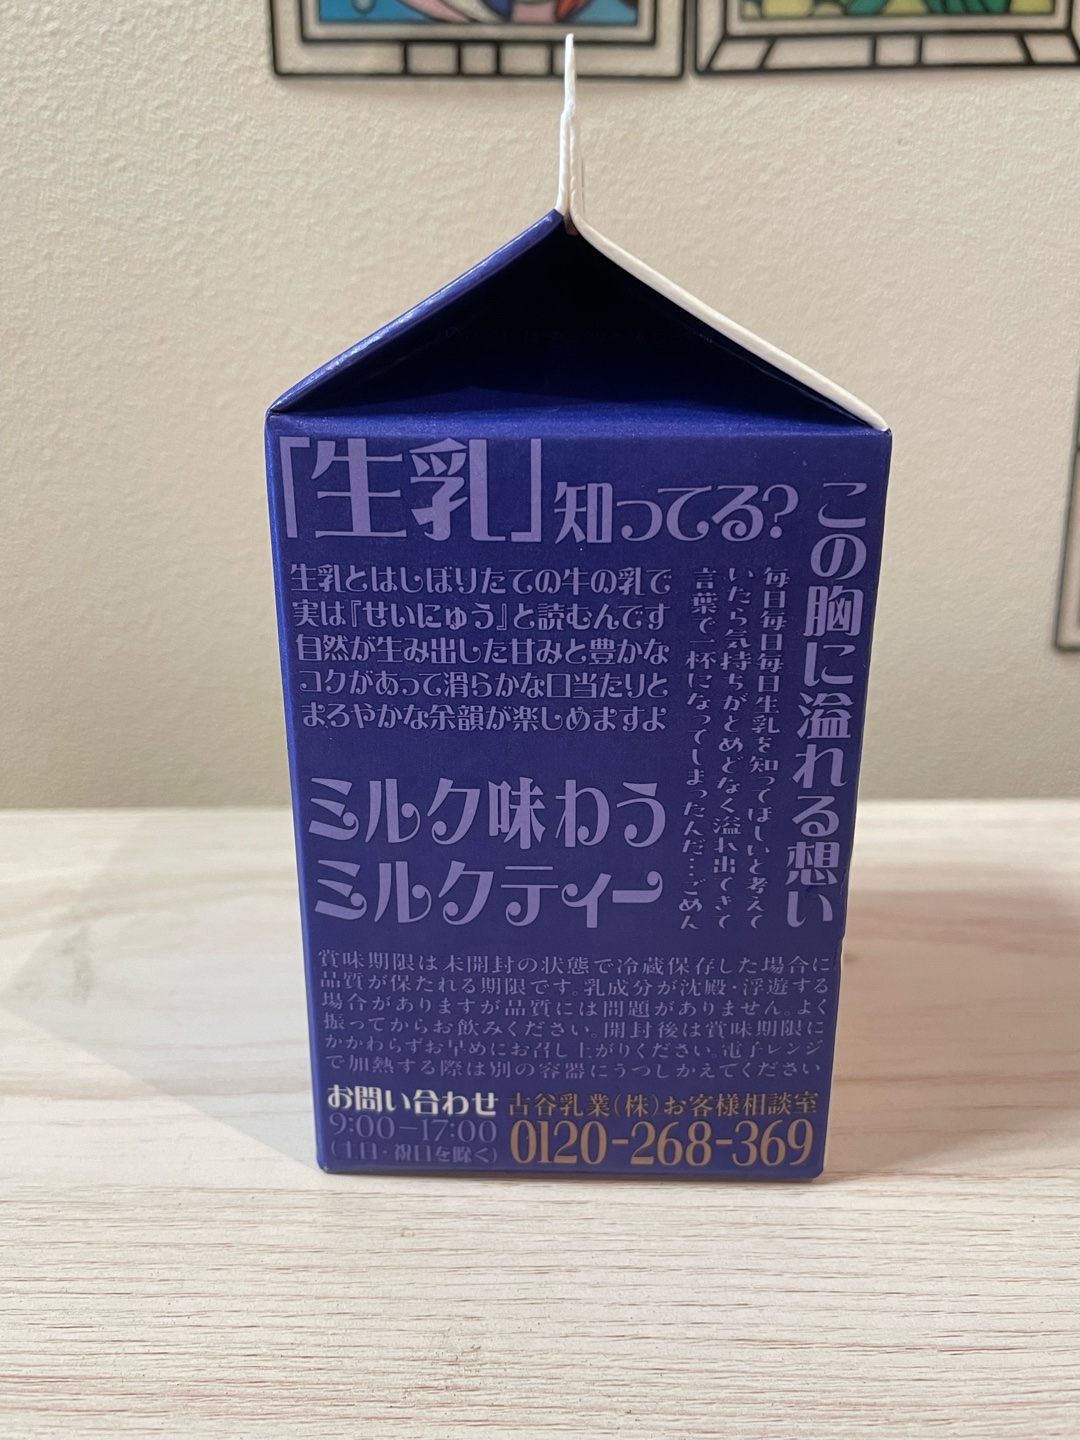 「生乳」知ってる?
生乳とはしぼりたての牛の乳で
実は『せいにゅう』と読むんです
自然が生み出した甘みと豊かな
コクがあって滑らかな口当たりと
まろやかな余韻が楽しめますよ
この胸に溢れる想い
毎日毎日毎日生乳を知ってほしいと考えて
いたら気持ちがとめどなく溢れ出てきて
言葉で一杯になってしまったんだ…ごめん
ミルク味わう
ミルクティー
賞味期限は未開封の状態で冷蔵保存した場合に
品質が保たれる期限です。乳成分が沈殿・浮遊する
場合がありますが品質には問題がありません。よく
振ってからお飲みください。開封後は賞味期限に
かかわらずお早めにお召し上がりください。電子レンジ
で加熱する際は別の容器にうつしかえてください
お問い合わせ
9:00−17:00
(土日・祝日を除く)
古谷乳業(株)お客様相談室
0120-268-369